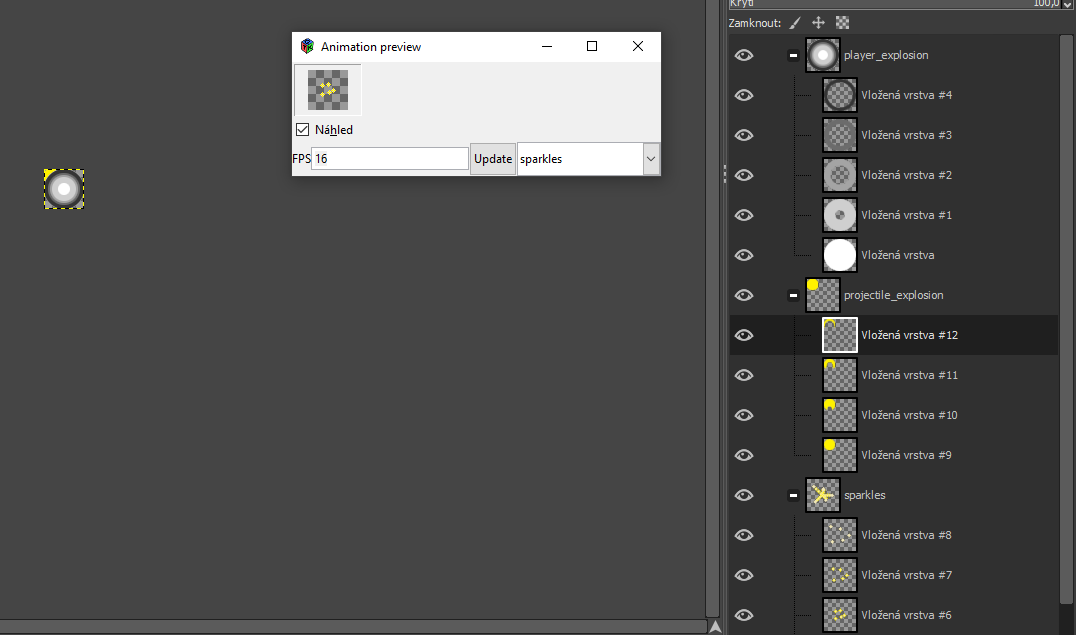 Krytí 100,0
Zamknout:
Animation preview
Náhled
FPS 16 Update sparkles
player_explosion
Vložená vrstva #4
Vložená vrstva #3
Vložená vrstva #2
Vložená vrstva #1
Vložená vrstva
projectile_explosion
Vložená vrstva #12
Vložená vrstva #11
Vložená vrstva #10
Vložená vrstva #9
sparkles
Vložená vrstva #8
Vložená vrstva #7
Vložená vrstva #6